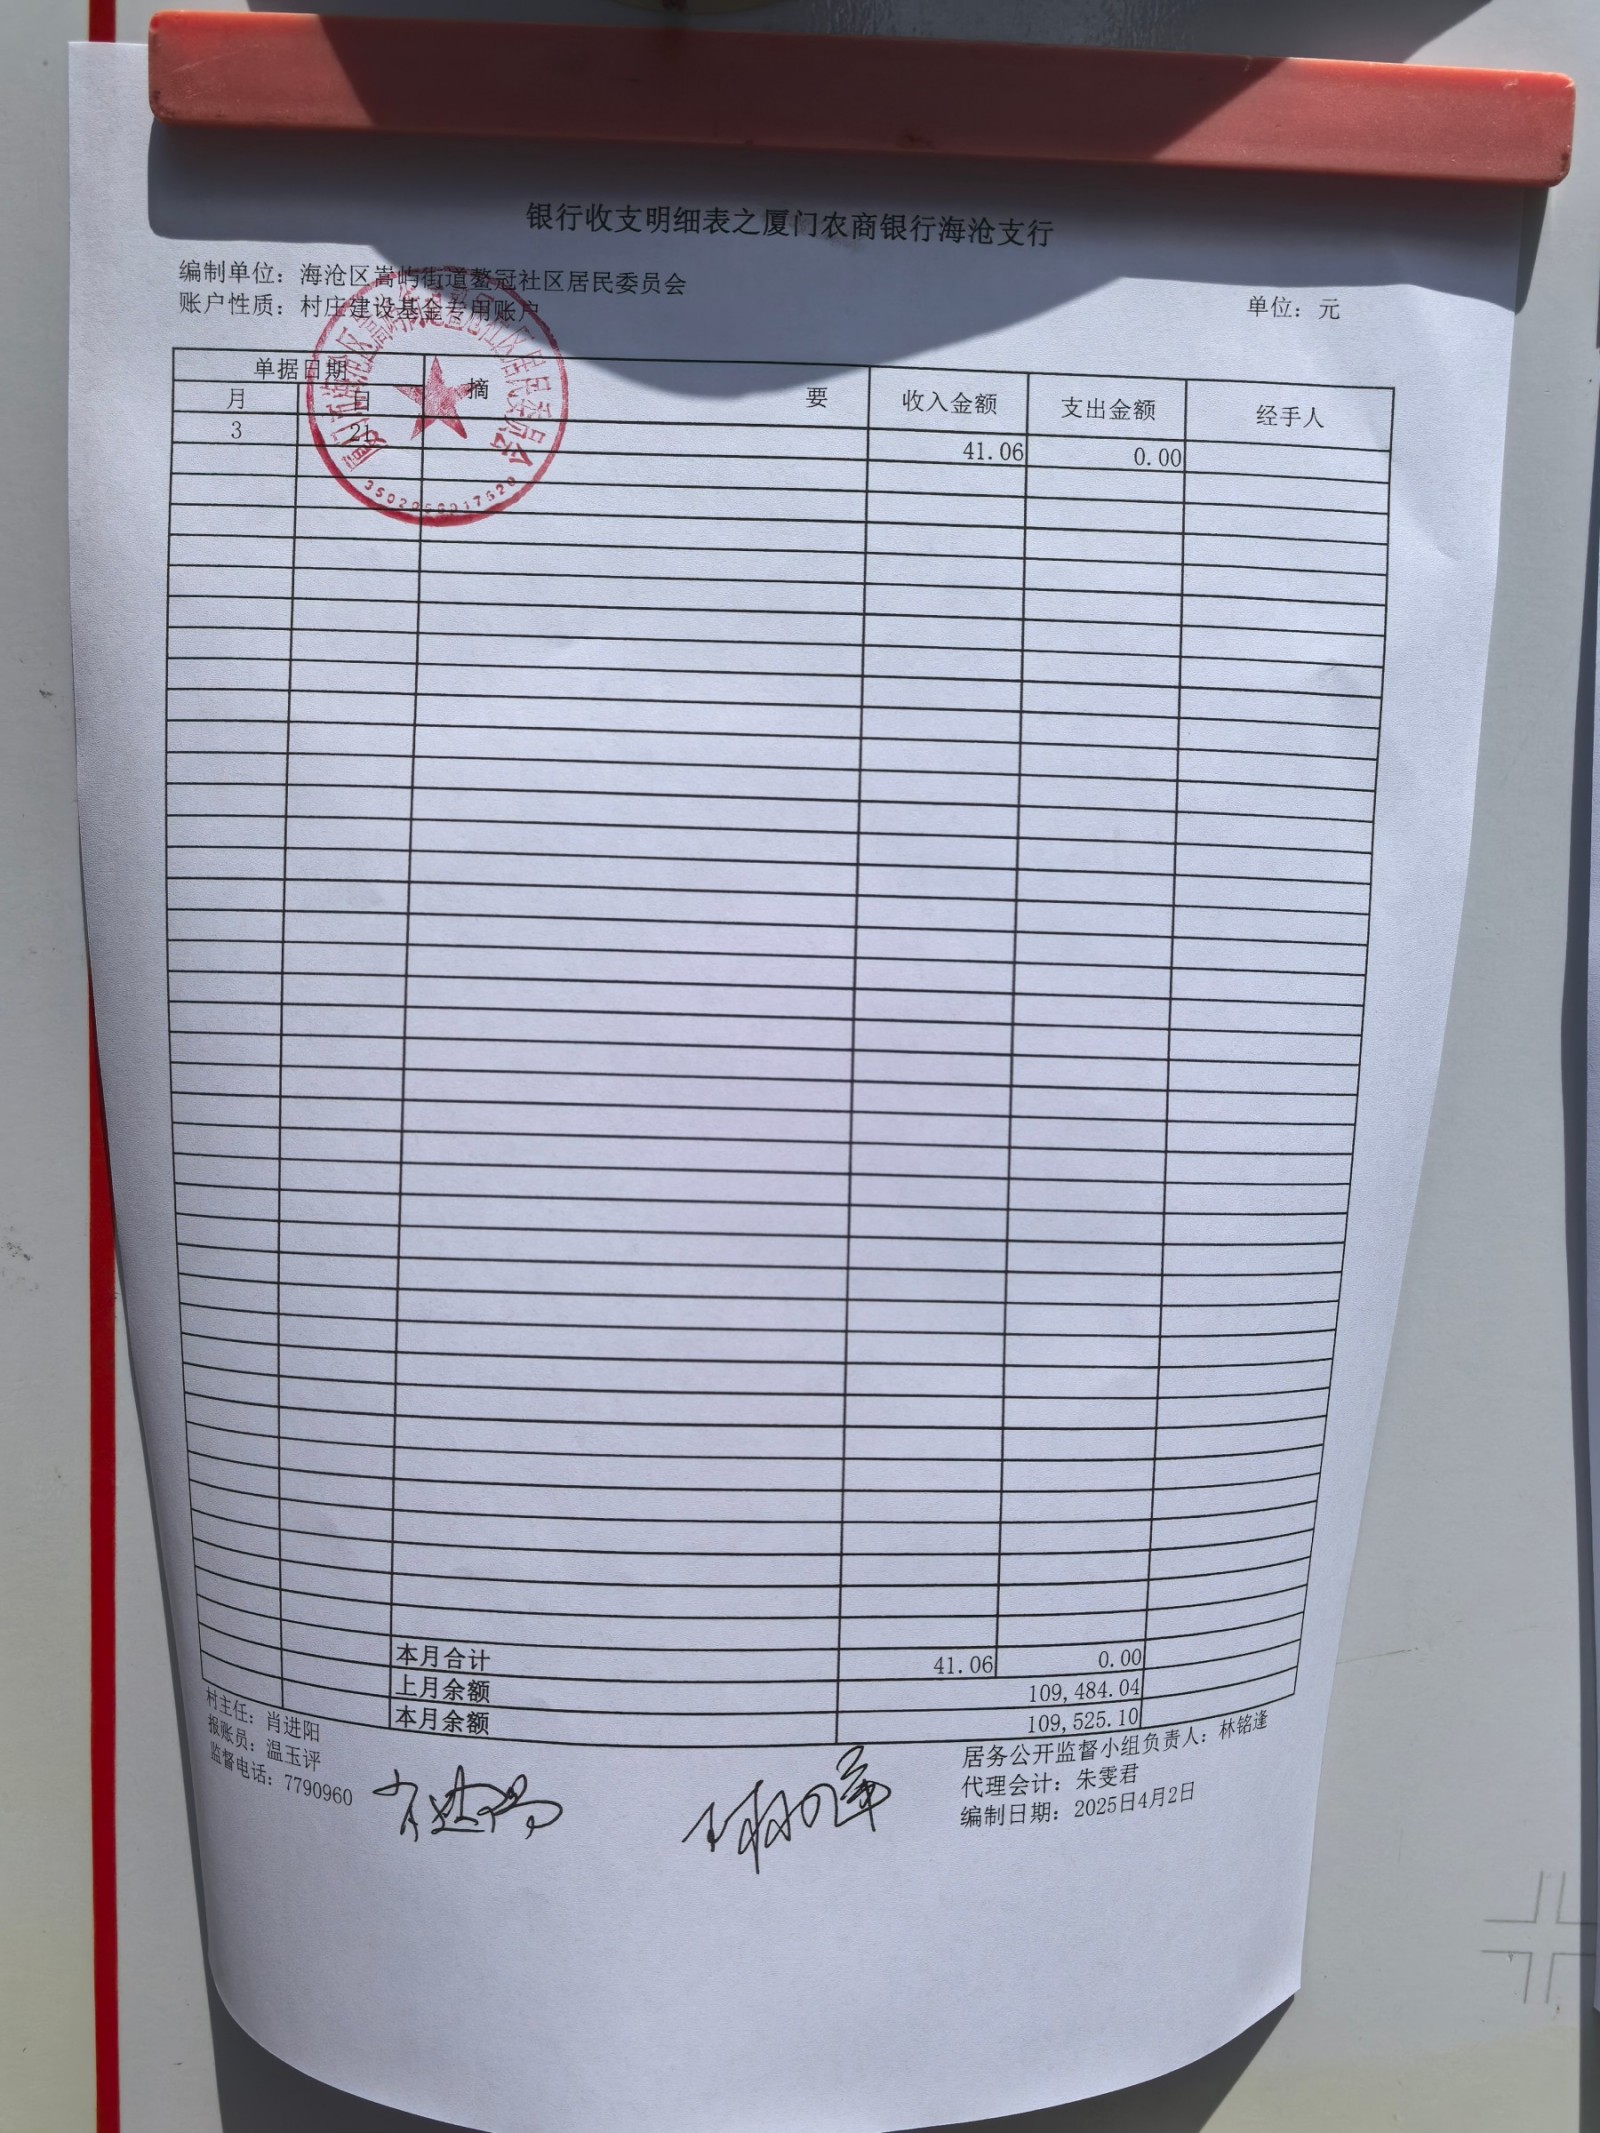 银行收支明细表之厦门农商银行海沧支行
编制单位：海沧区嵩屿街道鳌冠社区居民委员会
账户性质：村庄建设基金专用账户
单位：元
单据日期 摘 要 收入金额 支出金额 经手人
月 日
3 21 41.06 0.00
本月合计 41.06 0.00
上月余额 109,484.04
本月余额 109,525.10
村主任：肖进阳
报账员：温玉评
监督电话：7790960
居务公开监督小组负责人：林铭逢
代理会计：朱雯君
编制日期：2025日4月2日
肖进阳